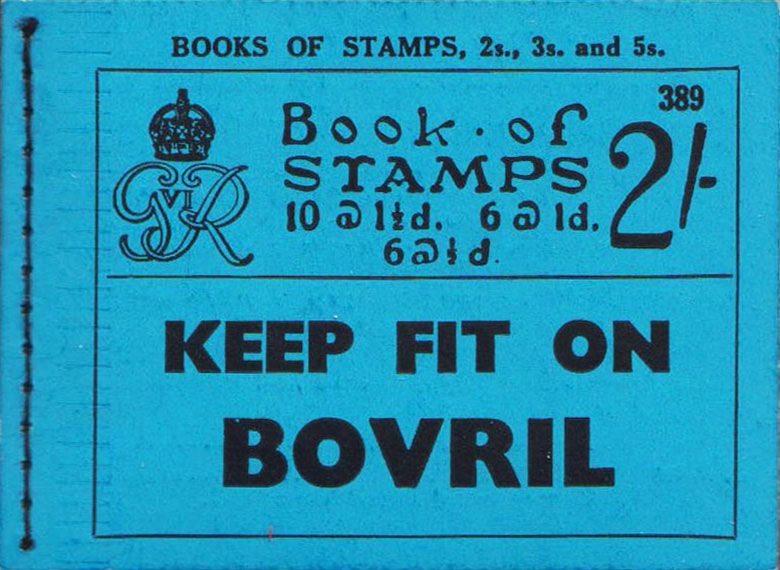 BOOKS OF STAMPS, 2s., 3s. and 5s.
389
GVIR
Book · of
STAMPS
2/-
10 @ 1½d. 6 @ 1d.
6 @ ½d.
KEEP FIT ON
BOVRIL